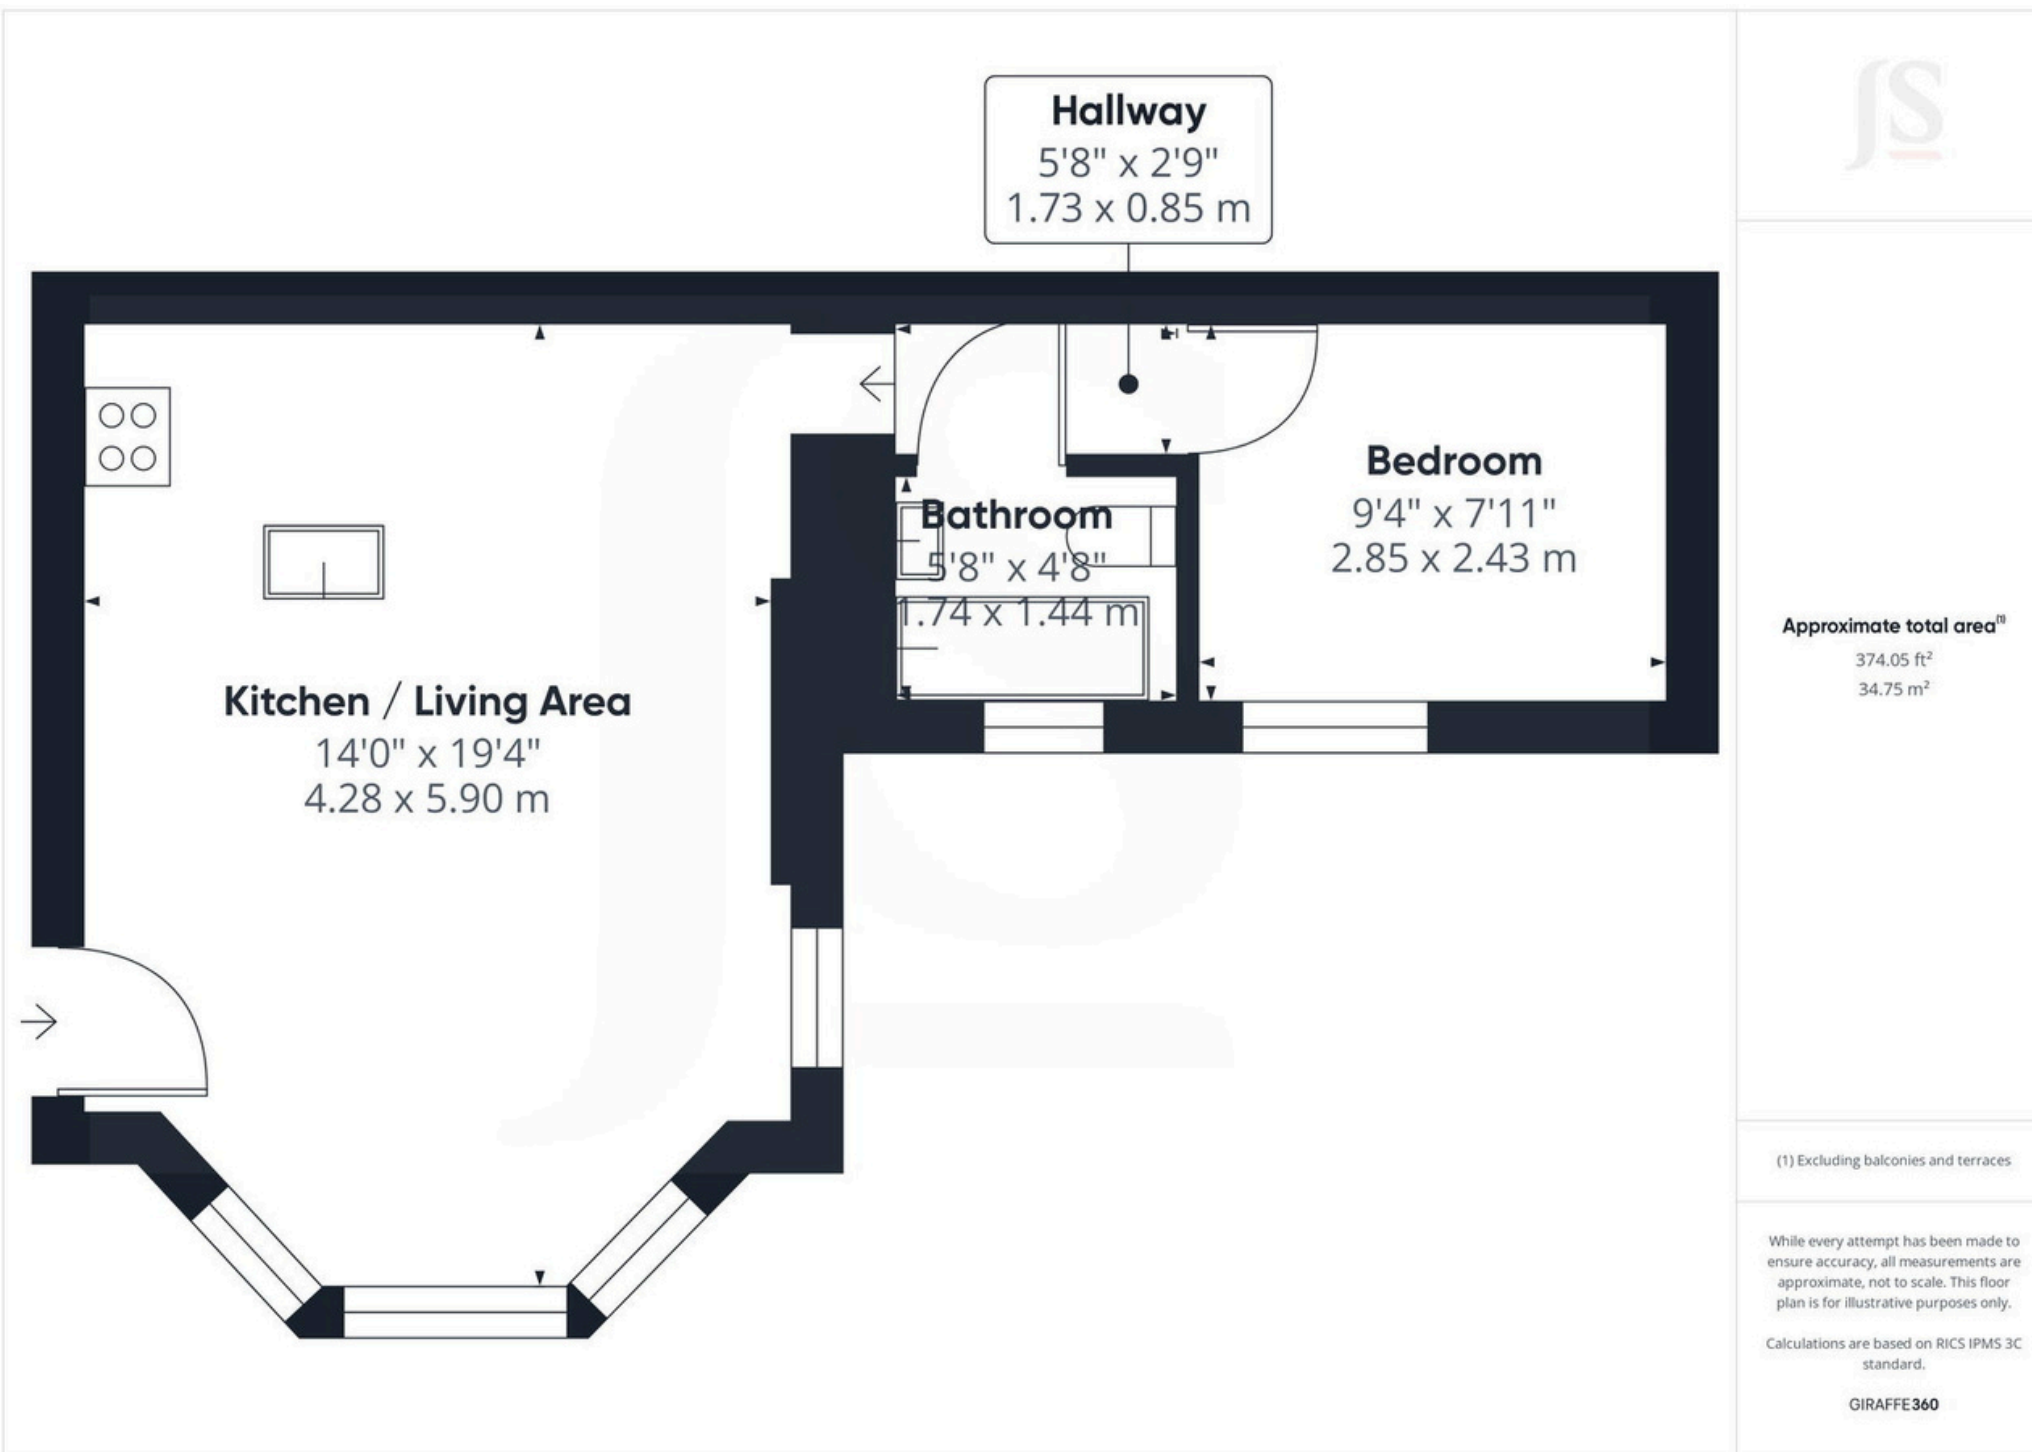 Hallway
5'8" x 2'9"
1.73 x 0.85 m
Bathroom
5'8" x 4'8"
1.74 x 1.44 m
Bedroom
9'4" x 7'11"
2.85 x 2.43 m
Kitchen / Living Area
14'0" x 19'4"
4.28 x 5.90 m
JS
Approximate total area(1)
374.05 ft²
34.75 m²
(1) Excluding balconies and terraces
While every attempt has been made to
ensure accuracy, all measurements are
approximate, not to scale. This floor
plan is for illustrative purposes only.
Calculations are based on RICS IPMS 3C
standard.
GIRAFFE360